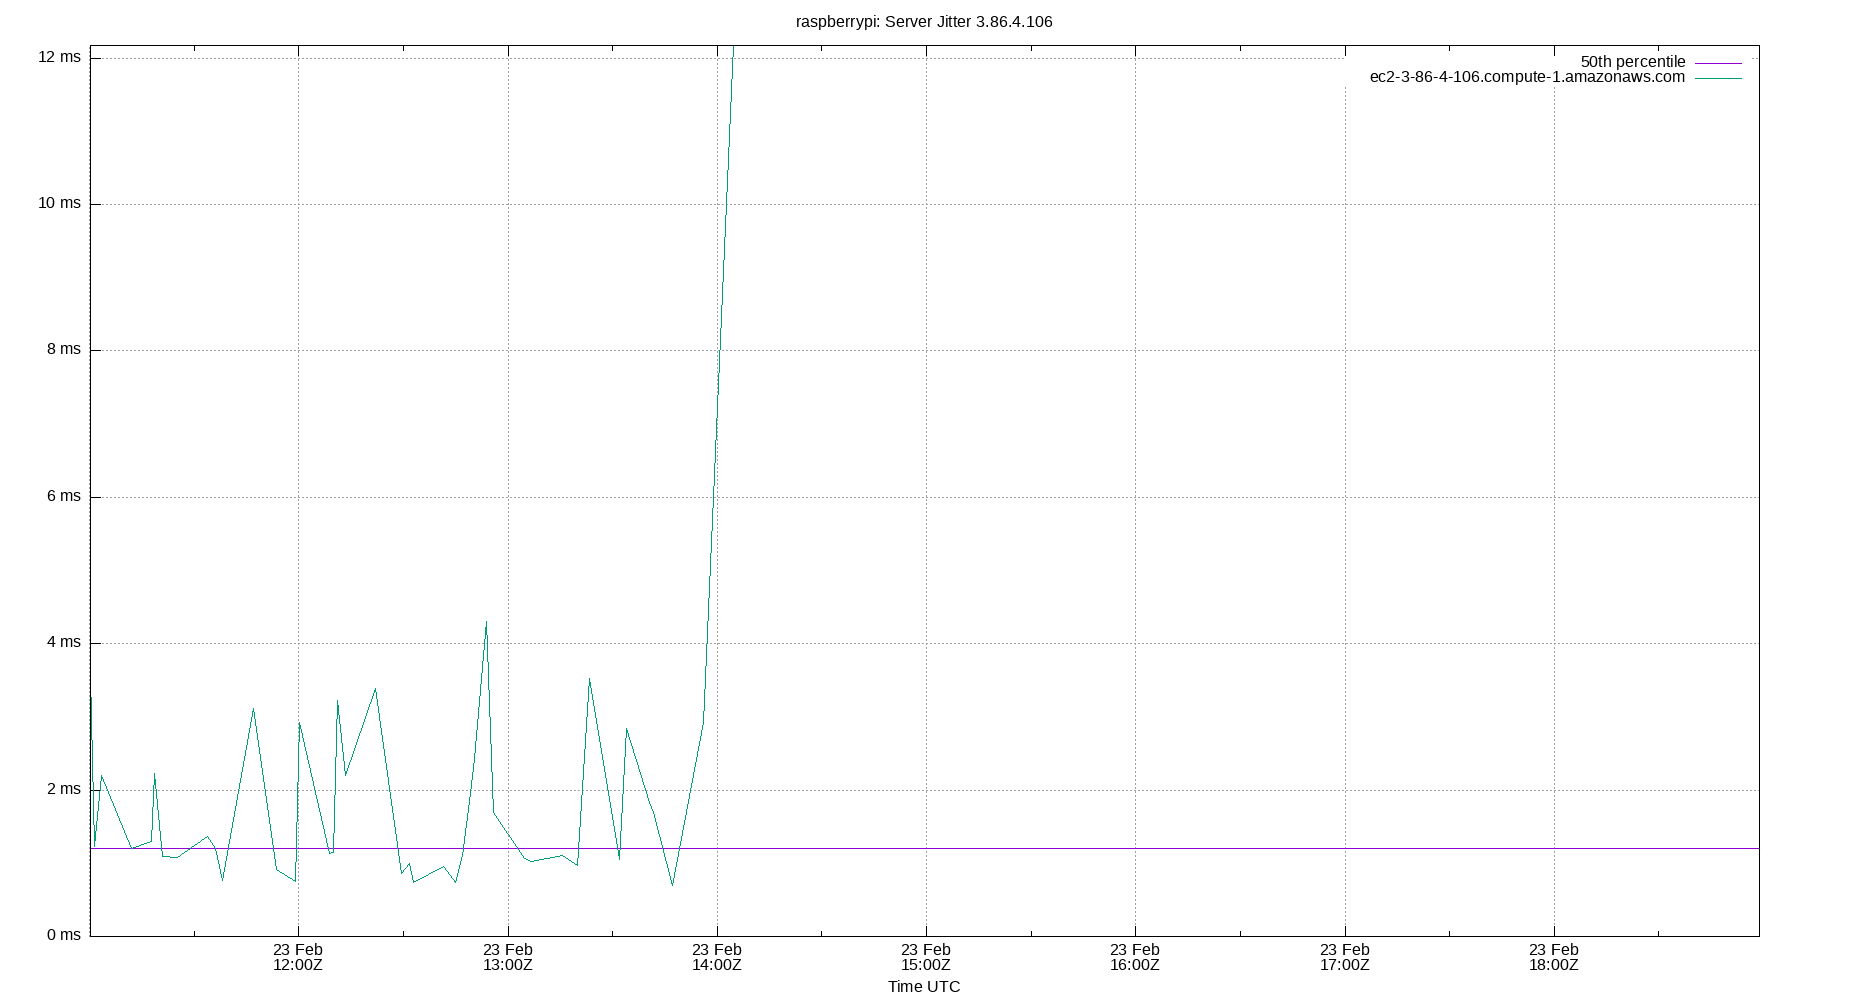 raspberrypi: Server Jitter 3.86.4.106
50th percentile
ec2-3-86-4-106.compute-1.amazonaws.com
12 ms
10 ms
8 ms
6 ms
4 ms
2 ms
0 ms
23 Feb 23 Feb 23 Feb 23 Feb 23 Feb 23 Feb 23 Feb
12:00Z 13:00Z 14:00Z 15:00Z 16:00Z 17:00Z 18:00Z
Time UTC